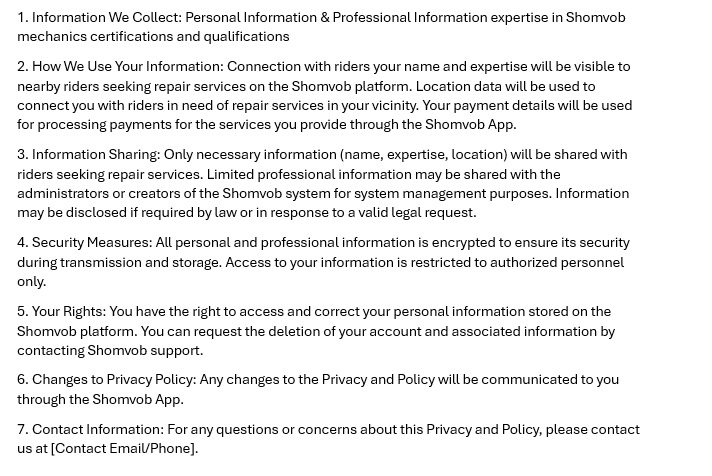 1. Information We Collect: Personal Information & Professional Information expertise in Shomvob
mechanics certifications and qualifications
2. How We Use Your Information: Connection with riders your name and expertise will be visible to
nearby riders seeking repair services on the Shomvob platform. Location data will be used to
connect you with riders in need of repair services in your vicinity. Your payment details will be used
for processing payments for the services you provide through the Shomvob App.
3. Information Sharing: Only necessary information (name, expertise, location) will be shared with
riders seeking repair services. Limited professional information may be shared with the
administrators or creators of the Shomvob system for system management purposes. Information
may be disclosed if required by law or in response to a valid legal request.
4. Security Measures: All personal and professional information is encrypted to ensure its security
during transmission and storage. Access to your information is restricted to authorized personnel
only.
5. Your Rights: You have the right to access and correct your personal information stored on the
Shomvob platform. You can request the deletion of your account and associated information by
contacting Shomvob support.
6. Changes to Privacy Policy: Any changes to the Privacy and Policy will be communicated to you
through the Shomvob App.
7. Contact Information: For any questions or concerns about this Privacy and Policy, please contact
us at [Contact Email/Phone].